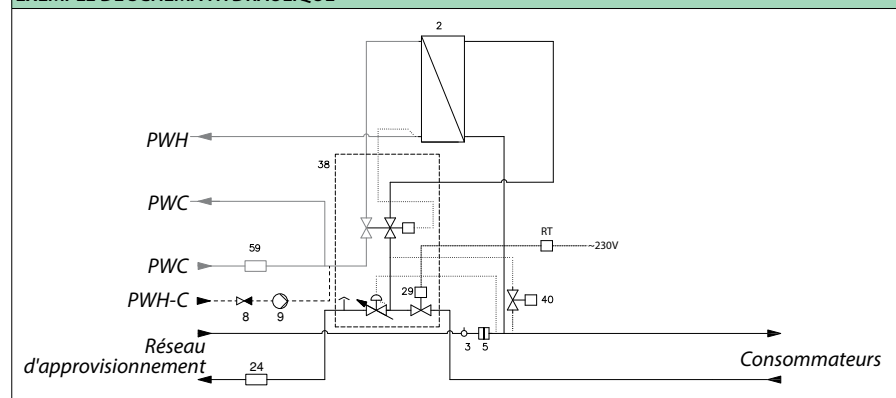 EXEMPLE DE SCHÉMA HYDRAULIQUE
2
PWH
38
PWC
59
RT
~230V
PWC
PWH-C
29
40
8
9
3
5
Réseau
d'approvisionnement
24
Consommateurs